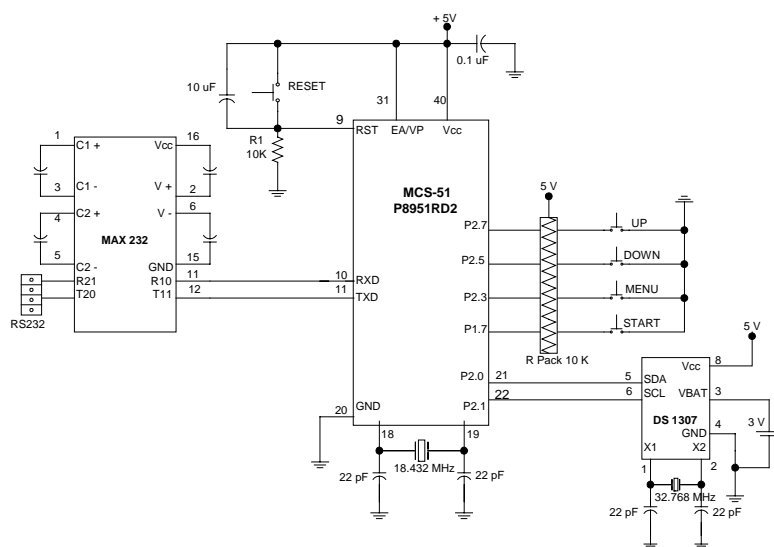 + 5V
0.1 uF
10 uF
RESET
31
40
9
RST
EA/VP
Vcc
R1
10K
MCS-51
P8951RD2
1
C1 +
Vcc
16
3
C1 -
V +
2
4
C2 +
V -
6
MAX 232
5
C2 -
GND
15
R21
R10
11
T20
T11
12
RS232
10
RXD
11
TXD
5 V
P2.7
UP
P2.5
DOWN
P2.3
MENU
P1.7
START
R Pack 10 K
P2.0
21
P2.1
22
20
GND
18
19
18.432 MHz
22 pF
22 pF
5 V
Vcc
8
5
SDA
6
SCL
VBAT
3
DS 1307
GND
4
3 V
X1
X2
1
2
32.768 MHz
22 pF
22 pF